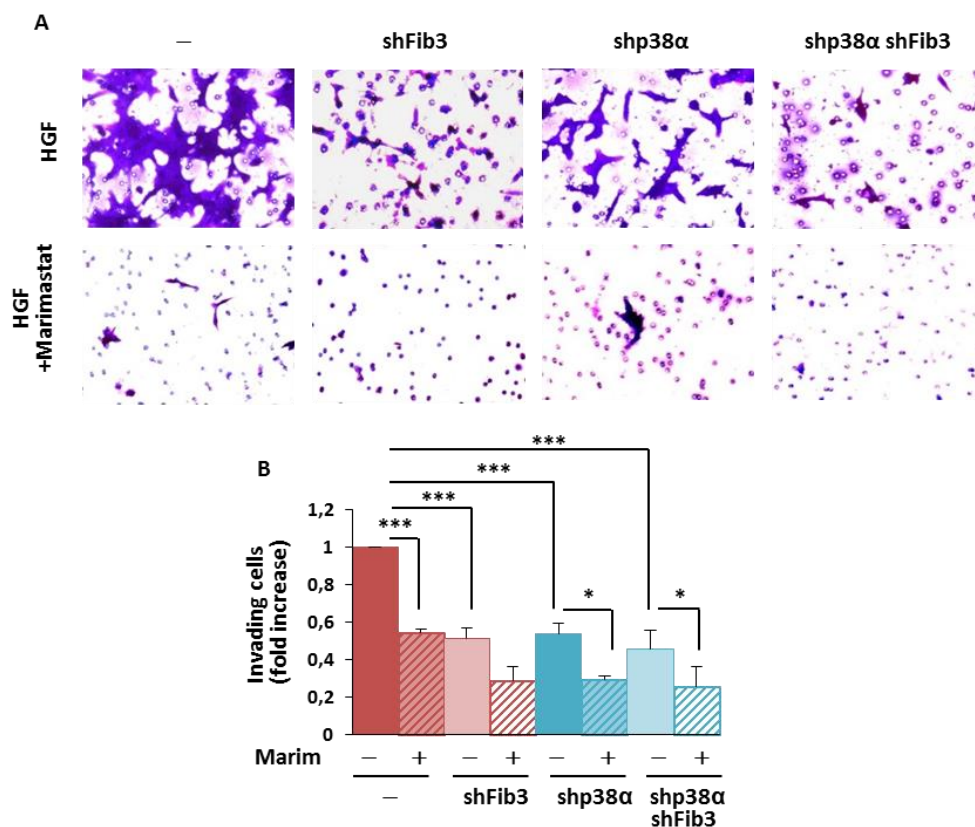 A
— shFib3 shp38α shp38α shFib3
HGF
HGF
+Marimastat
B
***
***
***
***
*
*
Invading cells
(fold increase)
1,2
1
0,8
0,6
0,4
0,2
0
Marim — + — + — + — +
— shFib3 shp38α shp38α
shFib3